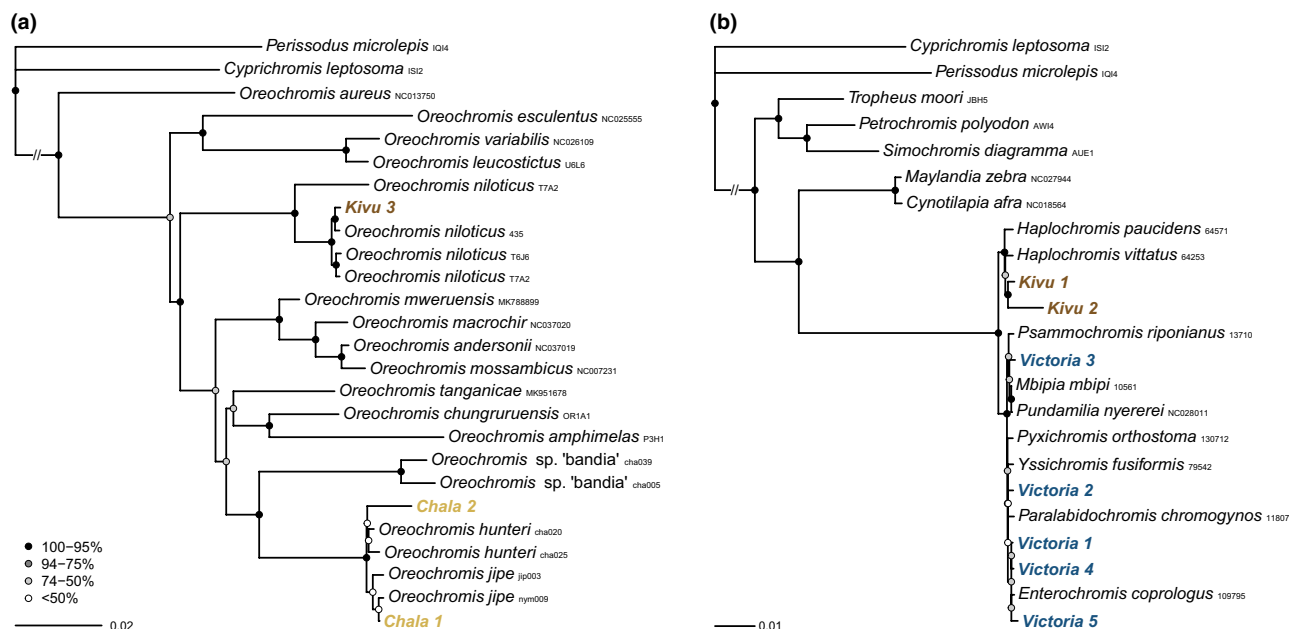 (a)
Perissodus microlepis IQI4
Cyprichromis leptosoma ISI2
Oreochromis aureus NC013750
Oreochromis esculentus NC025555
Oreochromis variabilis NC026109
Oreochromis leucostictus U6L6
Oreochromis niloticus T7A2
Kivu 3
Oreochromis niloticus 435
Oreochromis niloticus T6J6
Oreochromis niloticus T7A2
Oreochromis mweruensis MK788899
Oreochromis macrochir NC037020
Oreochromis andersonii NC037019
Oreochromis mossambicus NC007231
Oreochromis tanganicae MK951678
Oreochromis chungruruensis OR1A1
Oreochromis amphimelas P3H1
Oreochromis sp. 'bandia' cha039
Oreochromis sp. 'bandia' cha005
Chala 2
Oreochromis hunteri cha020
Oreochromis hunteri cha025
Oreochromis jipe jip003
Oreochromis jipe nym009
Chala 1
100−95%
94−75%
74−50%
<50%
0.02
(b)
Cyprichromis leptosoma ISI2
Perissodus microlepis IQI4
Tropheus moori JBH5
Petrochromis polyodon AWI4
Simochromis diagramma AUE1
Maylandia zebra NC027944
Cynotilapia afra NC018564
Haplochromis paucidens 64571
Haplochromis vittatus 64253
Kivu 1
Kivu 2
Psammochromis riponianus 13710
Victoria 3
Mbipia mbipi 10561
Pundamilia nyererei NC028011
Pyxichromis orthostoma 130712
Yssichromis fusiformis 79542
Victoria 2
Paralabidochromis chromogynos 11807
Victoria 1
Victoria 4
Enterochromis coprologus 109795
Victoria 5
0.01